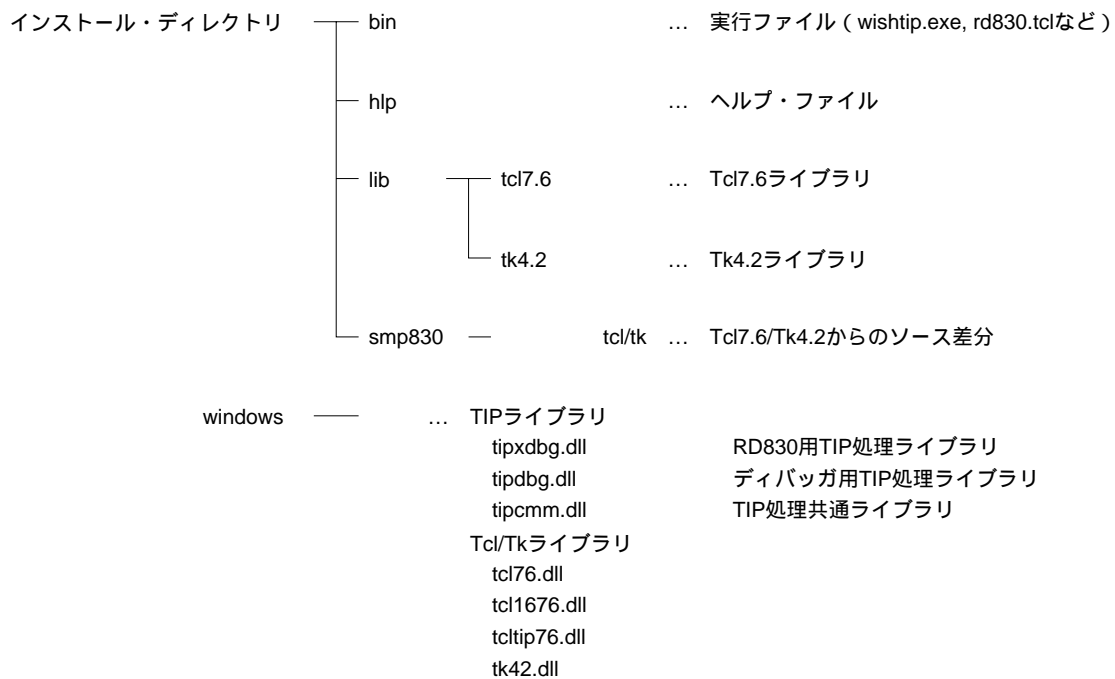 インストール・ディレクトリ bin … 実行ファイル（wishtip.exe, rd830.tclなど）
hlp … ヘルプ・ファイル
lib tcl7.6 … Tcl7.6ライブラリ
tk4.2 … Tk4.2ライブラリ
smp830 tcl/tk … Tcl7.6/Tk4.2からのソース差分
windows … TIPライブラリ
tipxdbg.dll RD830用TIP処理ライブラリ
tipdbg.dll ディバッガ用TIP処理ライブラリ
tipcmm.dll TIP処理共通ライブラリ
Tcl/Tkライブラリ
tcl76.dll
tcl1676.dll
tcltip76.dll
tk42.dll